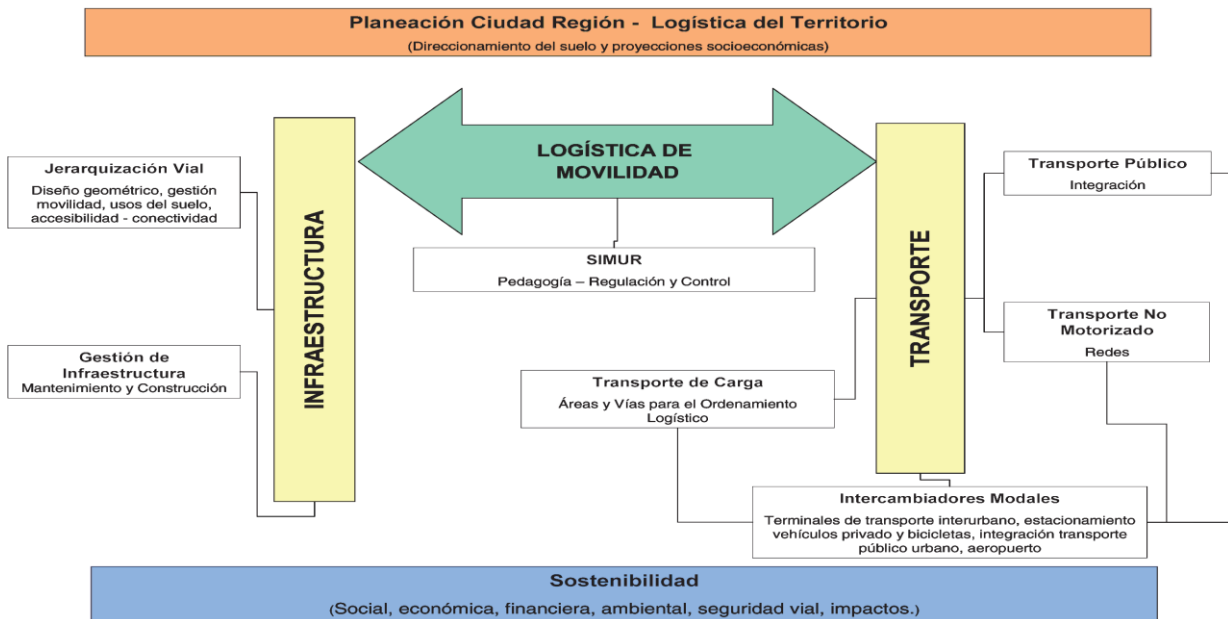 Planeación Ciudad Región - Logística del Territorio
(Direccionamiento del suelo y proyecciones socioeconómicas)
LOGÍSTICA DE
MOVILIDAD
SIMUR
Pedagogía – Regulación y Control
INFRAESTRUCTURA
Jerarquización Vial
Diseño geométrico, gestión
movilidad, usos del suelo,
accesibilidad - conectividad
Gestión de
Infraestructura
Mantenimiento y Construcción
TRANSPORTE
Transporte Público
Integración
Transporte No
Motorizado
Redes
Transporte de Carga
Áreas y Vías para el Ordenamiento
Logístico
Intercambiadores Modales
Terminales de transporte interurbano, estacionamiento
vehículos privado y bicicletas, integración transporte
público urbano, aeropuerto
Sostenibilidad
(Social, económica, financiera, ambiental, seguridad vial, impactos.)